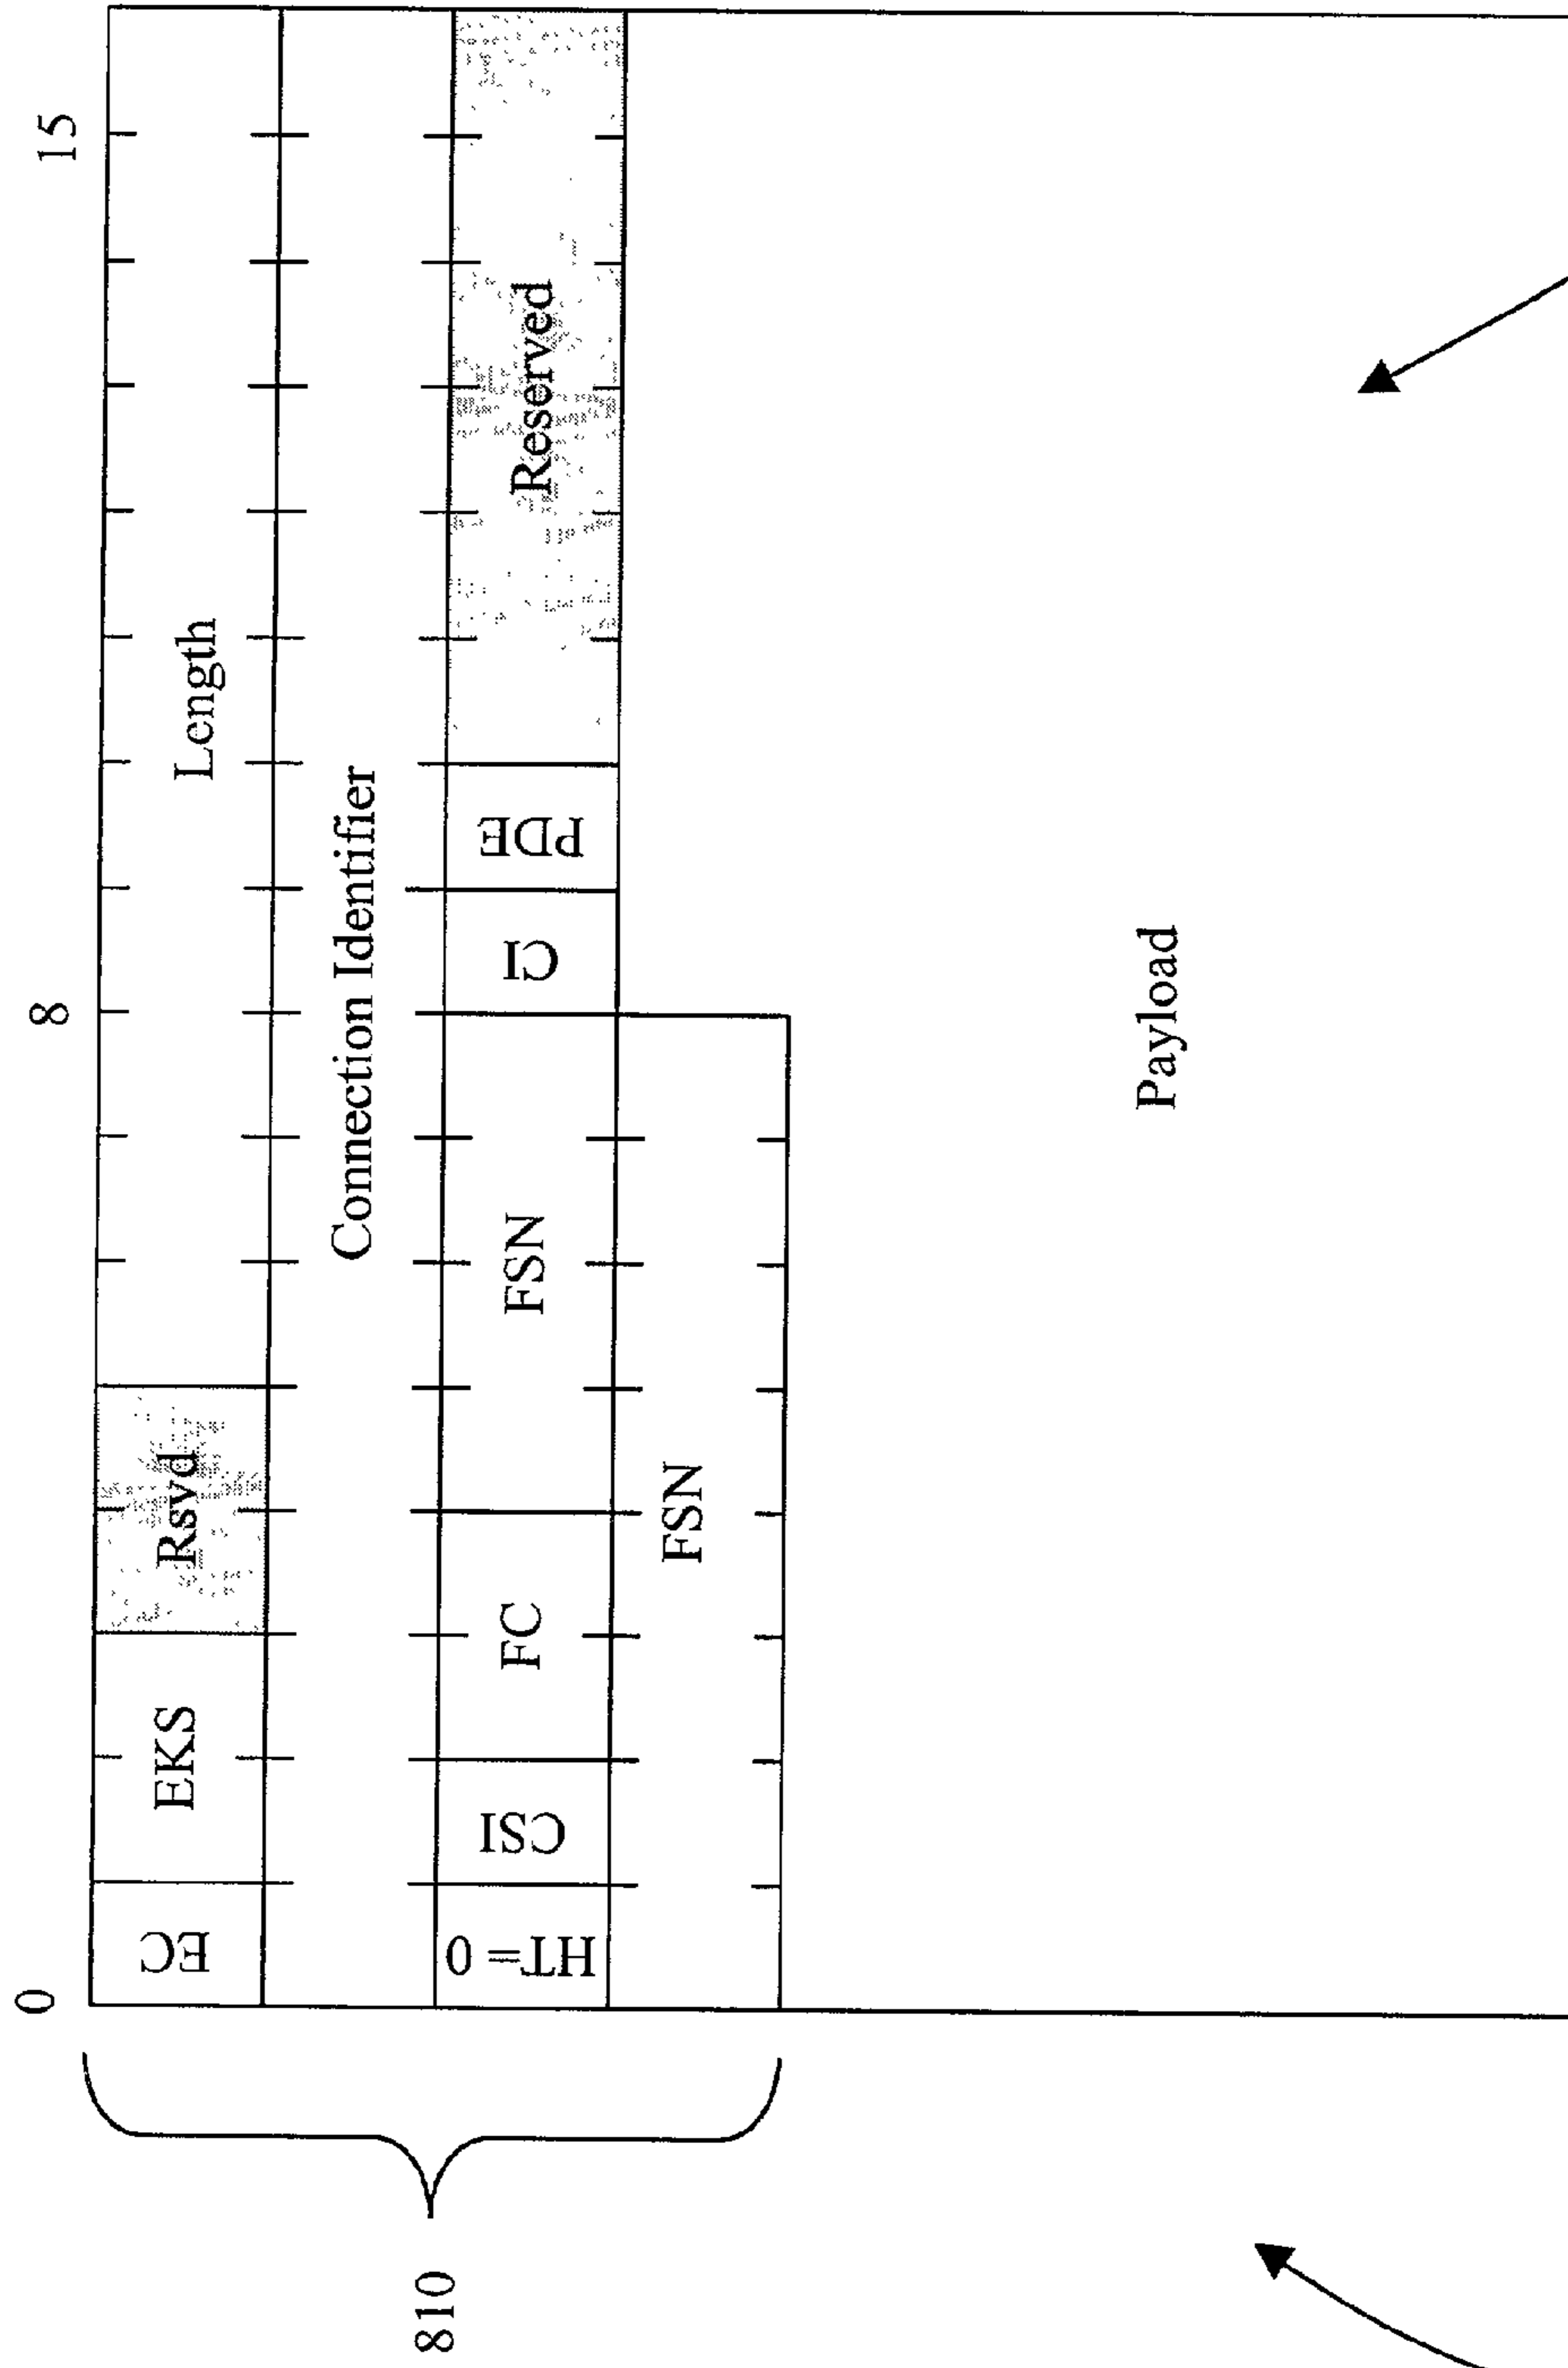 0 8 15
EC EKS Rsvd Length
Connection Identifier
HT=0 CSI FC FSN CI PDE Reserved
FSN
810
Payload